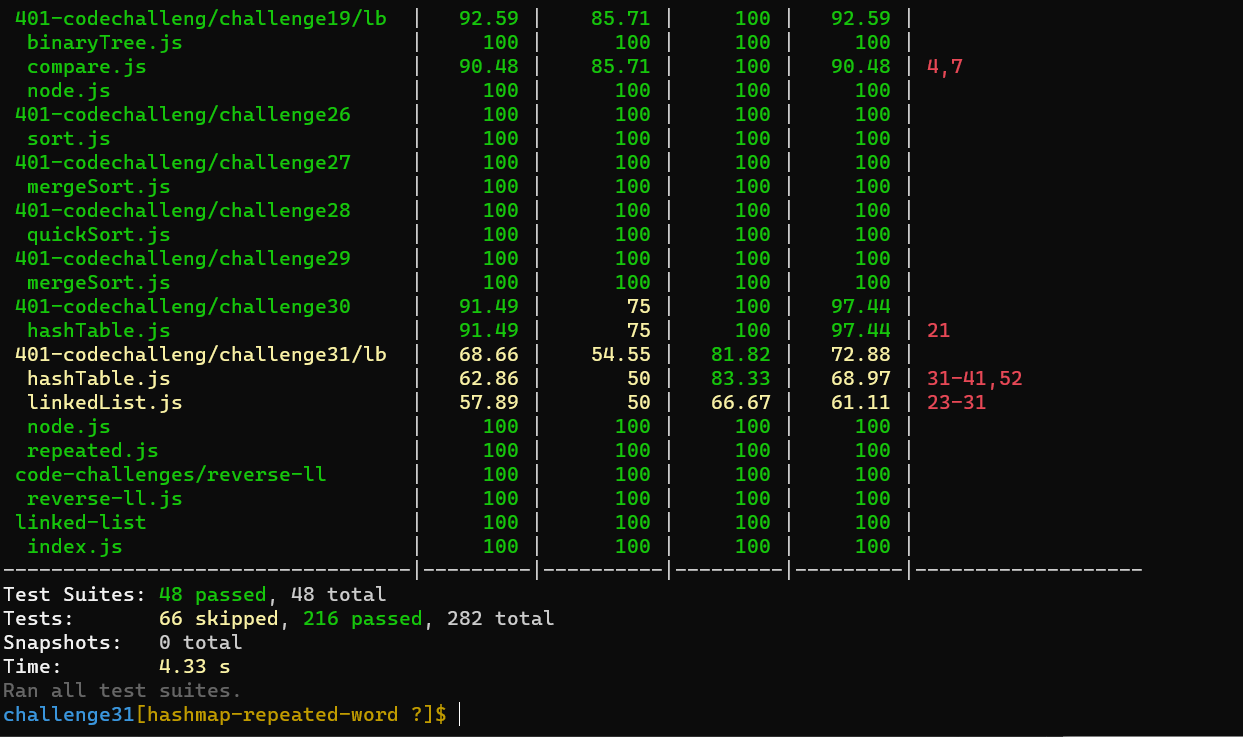 401-codechalleng/challenge19/lb | 92.59 | 85.71 | 100 | 92.59 |
binaryTree.js | 100 | 100 | 100 | 100 |
compare.js | 90.48 | 85.71 | 100 | 90.48 | 4,7
node.js | 100 | 100 | 100 | 100 |
401-codechalleng/challenge26 | 100 | 100 | 100 | 100 |
sort.js | 100 | 100 | 100 | 100 |
401-codechalleng/challenge27 | 100 | 100 | 100 | 100 |
mergeSort.js | 100 | 100 | 100 | 100 |
401-codechalleng/challenge28 | 100 | 100 | 100 | 100 |
quickSort.js | 100 | 100 | 100 | 100 |
401-codechalleng/challenge29 | 100 | 100 | 100 | 100 |
mergeSort.js | 100 | 100 | 100 | 100 |
401-codechalleng/challenge30 | 91.49 | 75 | 100 | 97.44 |
hashTable.js | 91.49 | 75 | 100 | 97.44 | 21
401-codechalleng/challenge31/lb | 68.66 | 54.55 | 81.82 | 72.88 |
hashTable.js | 62.86 | 50 | 83.33 | 68.97 | 31-41,52
linkedList.js | 57.89 | 50 | 66.67 | 61.11 | 23-31
node.js | 100 | 100 | 100 | 100 |
repeated.js | 100 | 100 | 100 | 100 |
code-challenges/reverse-ll | 100 | 100 | 100 | 100 |
reverse-ll.js | 100 | 100 | 100 | 100 |
linked-list | 100 | 100 | 100 | 100 |
index.js | 100 | 100 | 100 | 100 |
----------------------------------|---------|----------|---------|---------|-------------------
Test Suites: 48 passed, 48 total
Tests: 66 skipped, 216 passed, 282 total
Snapshots: 0 total
Time: 4.33 s
Ran all test suites.
challenge31[hashmap-repeated-word ?]$